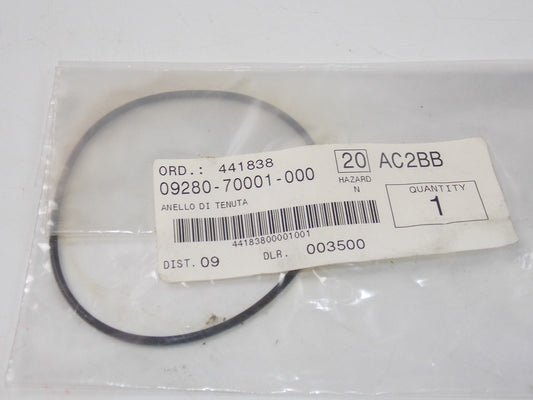 ORD.: 441838
20 AC2BB
09280-70001-000
HAZARD
N
QUANTITY
1
ANELLO DI TENUTA
44183800001001
DIST. 09 DLR. 003500